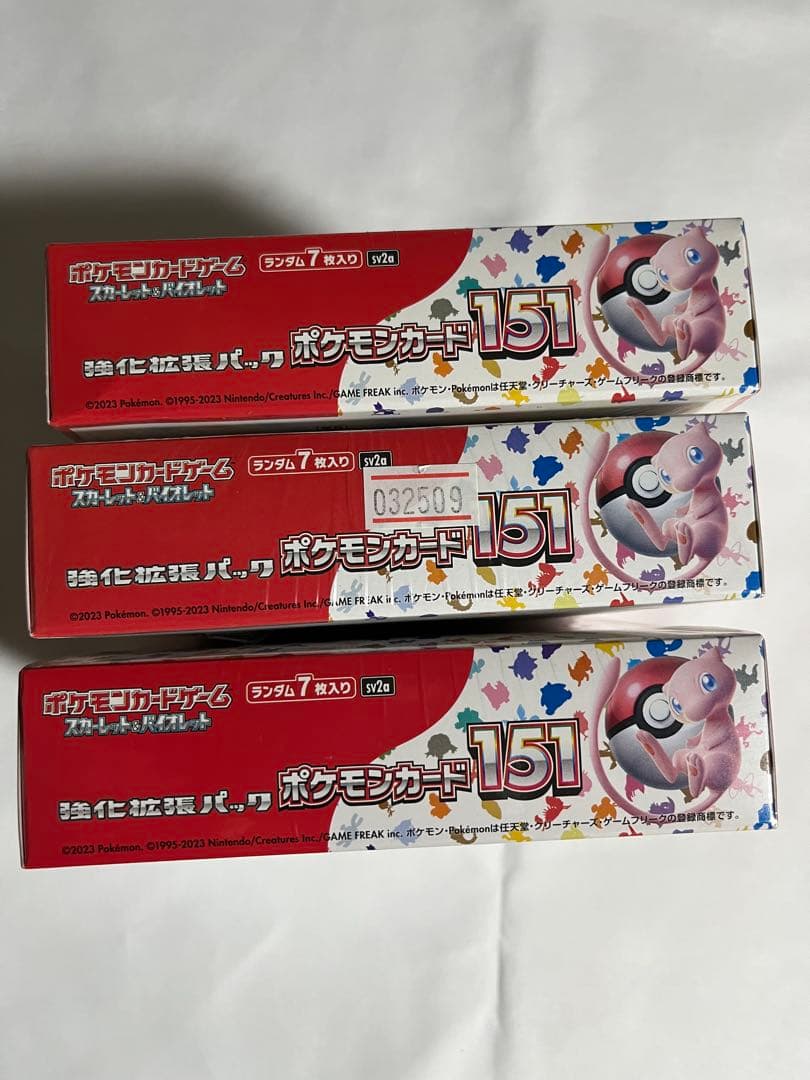 ポケモンカードゲーム
スカーレット&バイオレット
ランダム7枚入り
sv2a
強化拡張パック
ポケモンカード151
©2023 Pokémon. ©1995-2023 Nintendo/Creatures Inc./GAME FREAK inc. ポケモン・Pokémonは任天堂・クリーチャーズ・ゲームフリークの登録商標です。
ポケモンカードゲーム
スカーレット&バイオレット
ランダム7枚入り
sv2a
032509
強化拡張パック
ポケモンカード151
©2023 Pokémon. ©1995-2023 Nintendo/Creatures Inc./GAME FREAK inc. ポケモン・Pokémonは任天堂・クリーチャーズ・ゲームフリークの登録商標です。
ポケモンカードゲーム
スカーレット&バイオレット
ランダム7枚入り
sv2a
強化拡張パック
ポケモンカード151
©2023 Pokémon. ©1995-2023 Nintendo/Creatures Inc./GAME FREAK inc. ポケモン・Pokémonは任天堂・クリーチャーズ・ゲームフリークの登録商標です。